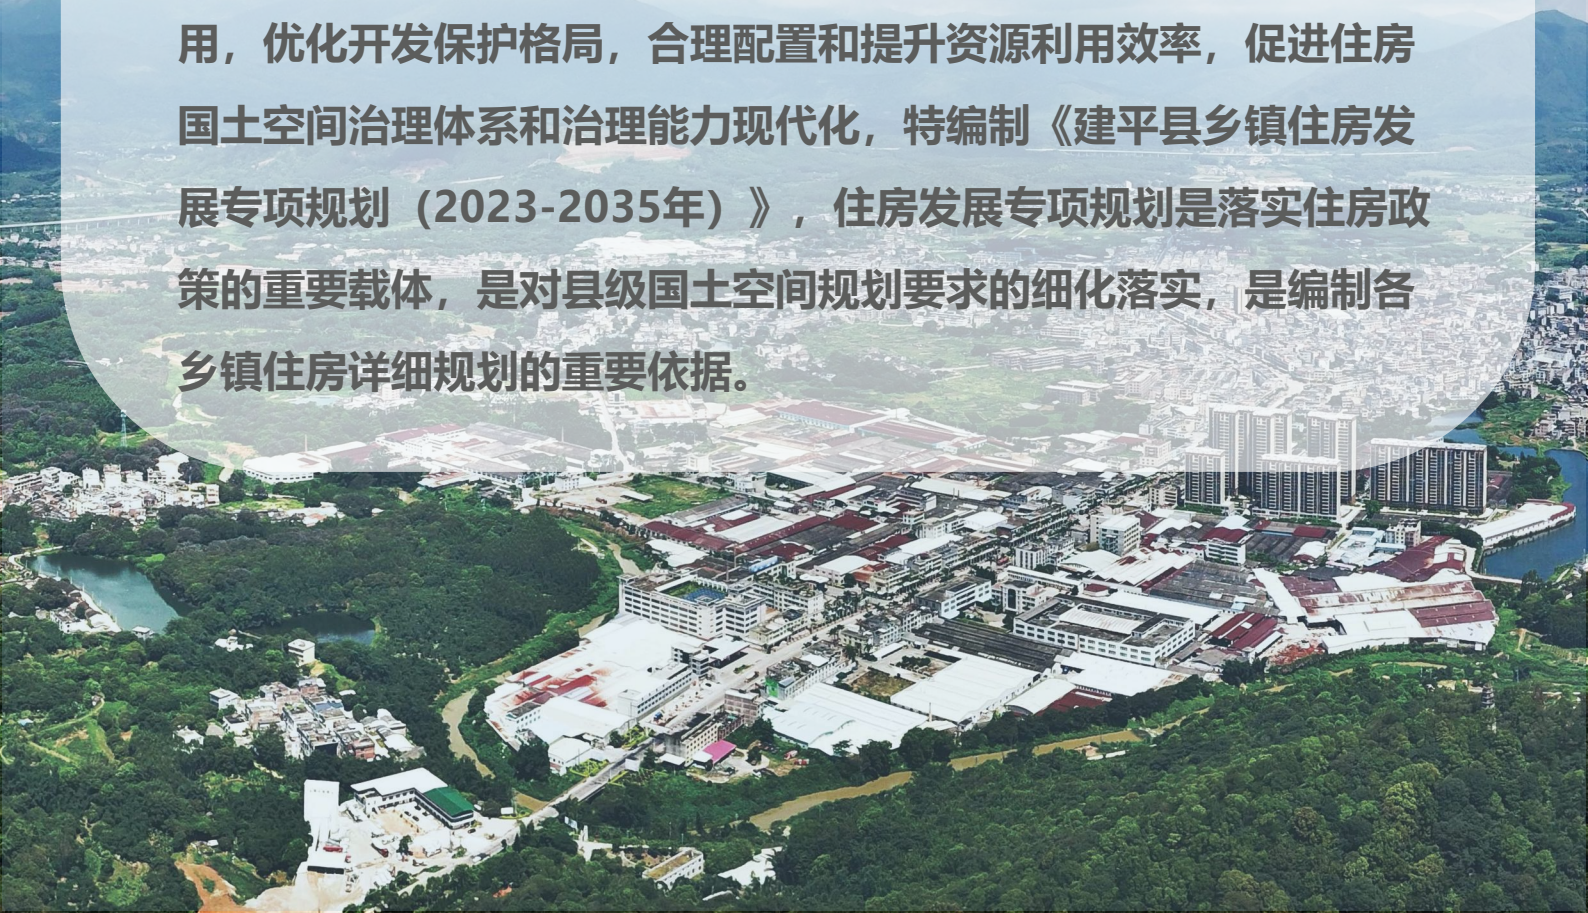 用，优化开发保护格局，合理配置和提升资源利用效率，促进住房
国土空间治理体系和治理能力现代化，特编制《建平县乡镇住房发
展专项规划（2023-2035年）》，住房发展专项规划是落实住房政
策的重要载体，是对县级国土空间规划要求的细化落实，是编制各
乡镇住房详细规划的重要依据。